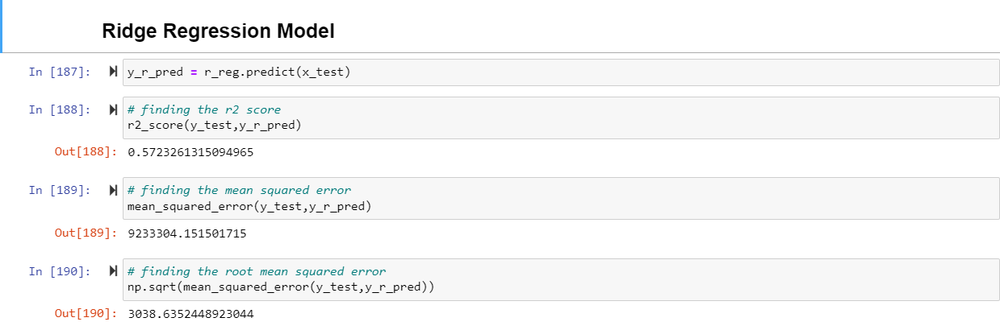 Ridge Regression Model
In [187]: y_r_pred = r_reg.predict(x_test)
In [188]: # finding the r2 score
r2_score(y_test,y_r_pred)
Out[188]: 0.5723261315094965
In [189]: # finding the mean squared error
mean_squared_error(y_test,y_r_pred)
Out[189]: 9233304.151501715
In [190]: # finding the root mean squared error
np.sqrt(mean_squared_error(y_test,y_r_pred))
Out[190]: 3038.6352448923044